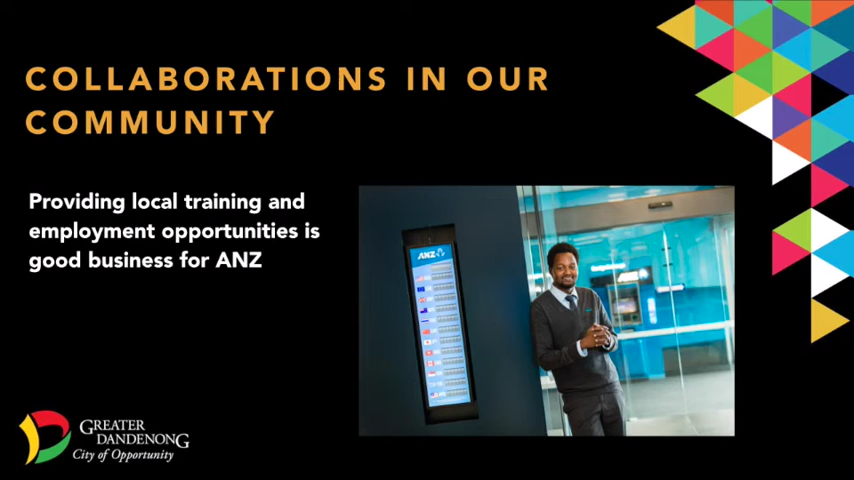 COLLABORATIONS IN OUR
COMMUNITY
Providing local training and
employment opportunities is
good business for ANZ
ANZ
GREATER
DANDENONG
City of Opportunity